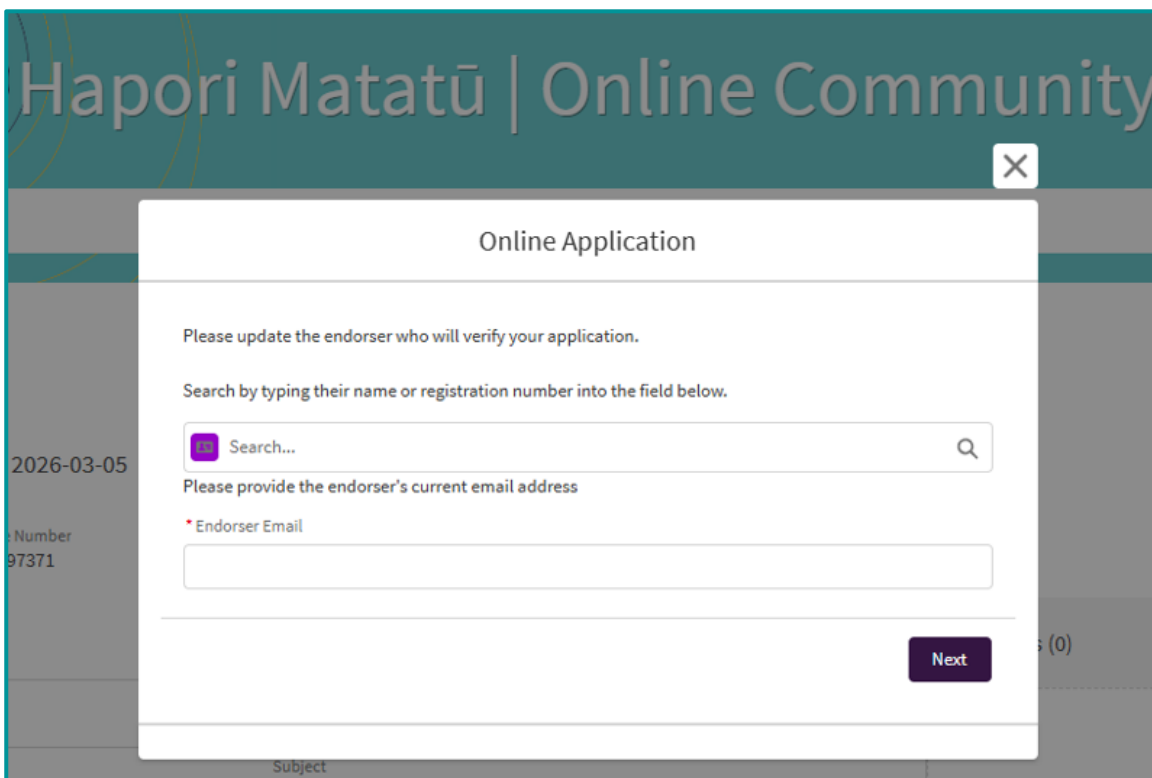 Hapori Matatū | Online Community
Online Application
Please update the endorser who will verify your application.
Search by typing their name or registration number into the field below.
Search...
2026-03-05
Please provide the endorser's current email address
* Endorser Email
Number
97371
Next
(0)
Subject